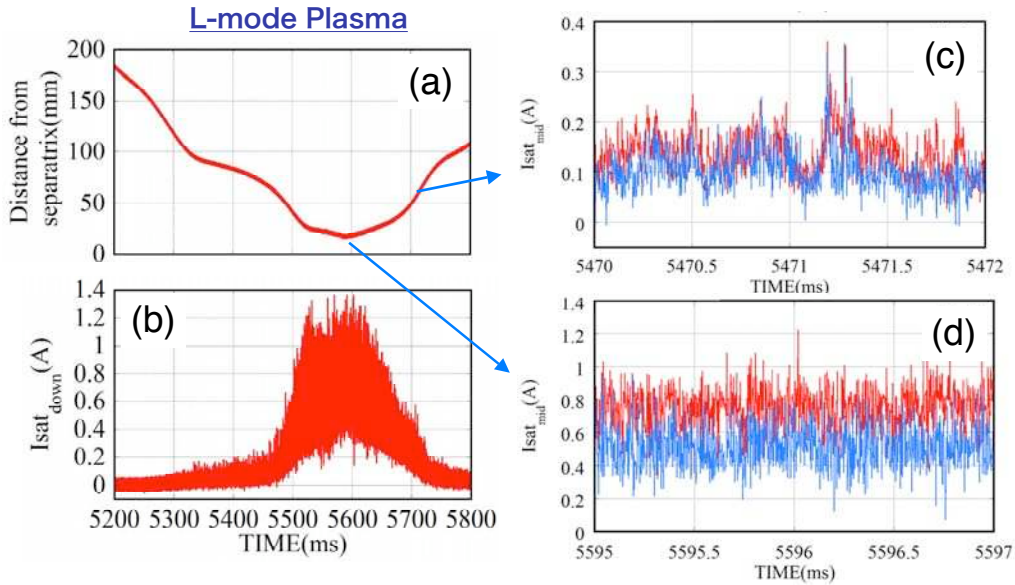 L-mode Plasma
(a)
Distance from
separatrix(mm)
200
150
100
50
0
(b)
Isat_down(A)
1.4
1.2
1
0.8
0.6
0.4
0.2
0
5200 5300 5400 5500 5600 5700 5800
TIME(ms)
(c)
Isat_mid(A)
0.4
0.3
0.2
0.1
0
5470 5470.5 5471 5471.5 5472
TIME(ms)
(d)
Isat_mid(A)
1.4
1.2
1
0.8
0.6
0.4
0.2
0
5595 5595.5 5596 5596.5 5597
TIME(ms)